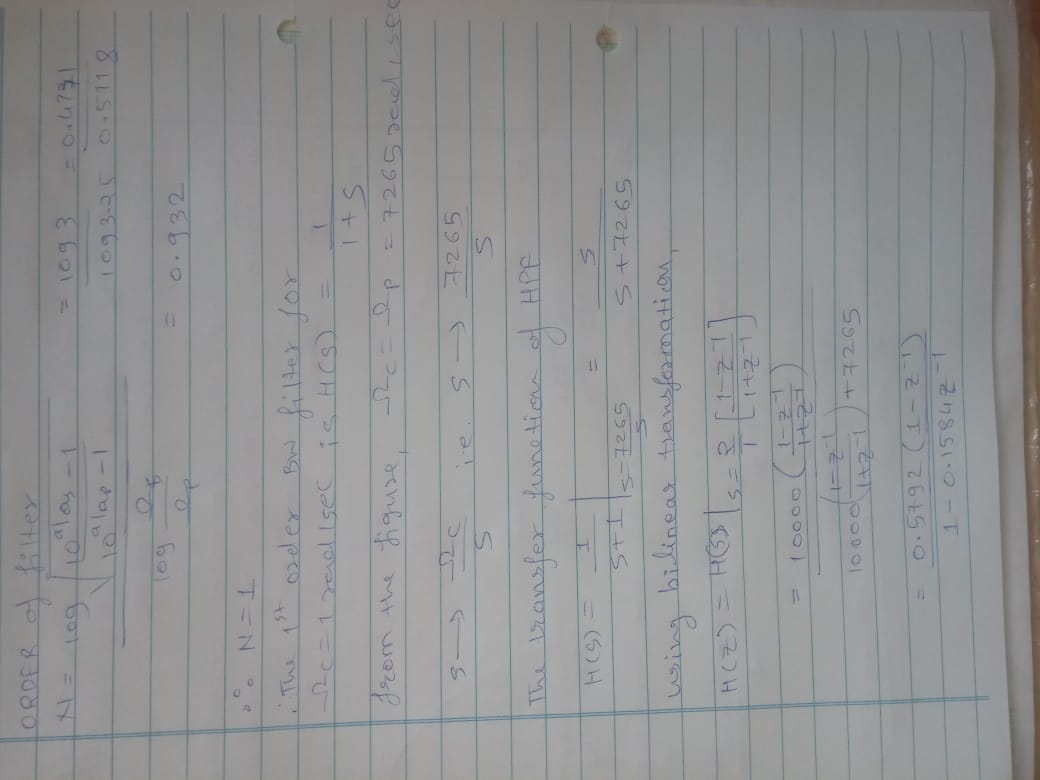 ORDER of filter
N = log √(10^0.1αs − 1 / 10^0.1αp − 1) / log Ωs/Ωp = log 3 / log 3.25 = 0.4771 / 0.5118
= 0.932
∴ N = 1
∴ The 1st order BW filter for
Ωc = 1 rad/sec is H(s) = 1 / 1+s
from the figure, Ωc = Ωp = 7265 rad/sec
s → Ωc / s i.e. s → 7265 / s
The transfer function of HPF
H(s) = 1 / s+1 | s → 7265 / s = s / s+7265
using bilinear transformation,
H(z) = H(s) | s = 2/T [1−z⁻¹ / 1+z⁻¹]
= 10000 (1−z⁻¹ / 1+z⁻¹) / 10000 (1−z⁻¹ / 1+z⁻¹) + 7265
= 0.5792 (1−z⁻¹) / 1−0.1584z⁻¹